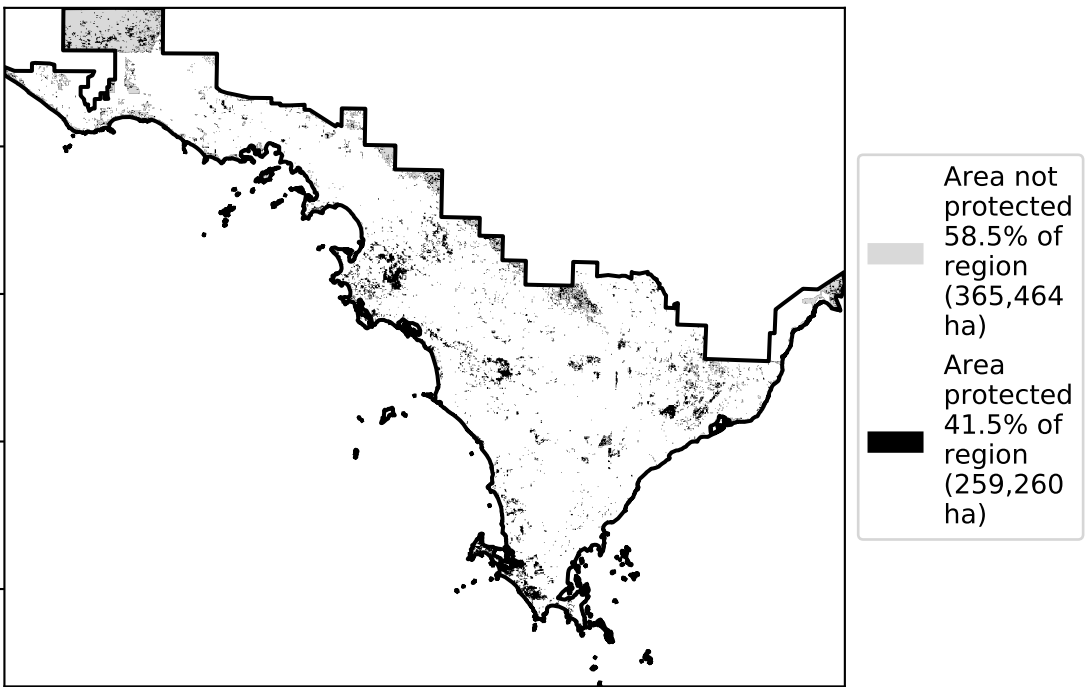 Area not
protected
58.5% of
region
(365,464
ha)
Area
protected
41.5% of
region
(259,260
ha)